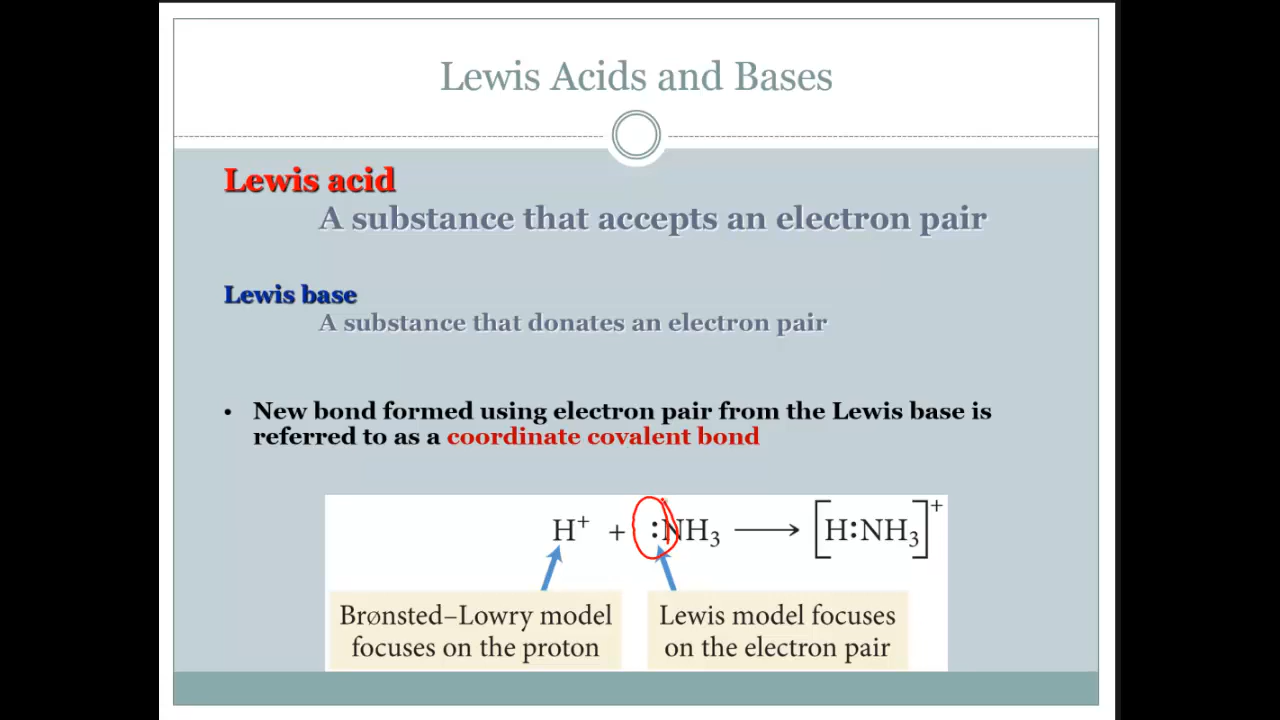 Lewis Acids and Bases
Lewis acid
A substance that accepts an electron pair
Lewis base
A substance that donates an electron pair
• New bond formed using electron pair from the Lewis base is
referred to as a coordinate covalent bond
H⁺ + :NH₃ ⟶ [H:NH₃]⁺
Brønsted–Lowry model
focuses on the proton
Lewis model focuses
on the electron pair